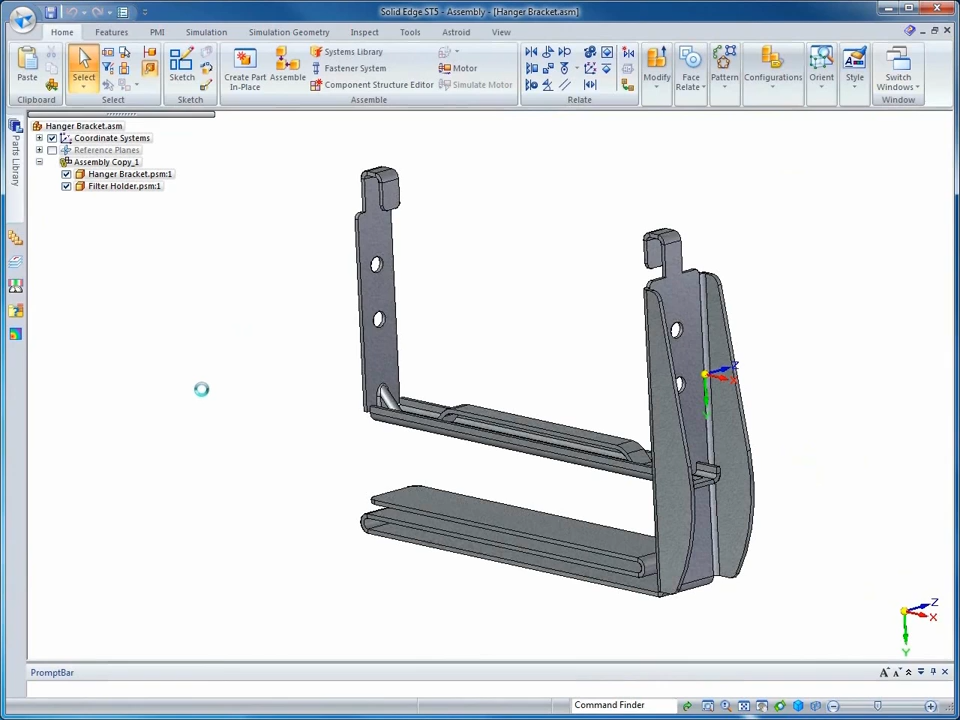 Solid Edge ST5 - Assembly - [Hanger Bracket.asm]
Home Features PMI Simulation Simulation Geometry Inspect Tools Astroid View
Paste
Clipboard
Select
Select
Sketch
Sketch
Create Part
In-Place
Assemble
Systems Library
Fastener System
Component Structure Editor
Motor
Simulate Motor
Assemble
Relate
Modify
Face
Relate
Pattern
Configurations
Orient
Style
Switch
Windows
Window
Parts Library
Hanger Bracket.asm
Coordinate Systems
Reference Planes
Assembly Copy_1
Hanger Bracket.psm:1
Filter Holder.psm:1
Z
X
Z
X
Y
PromptBar
Command Finder